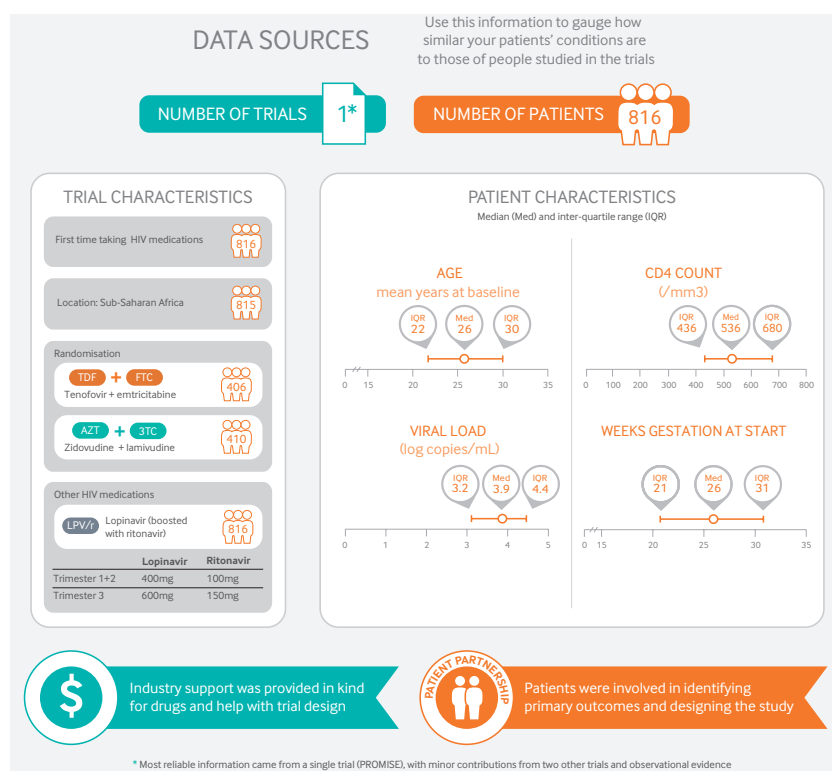 DATA SOURCES
Use this information to gauge how
similar your patients' conditions are
to those of people studied in the trials
NUMBER OF TRIALS 1*
NUMBER OF PATIENTS 816
TRIAL CHARACTERISTICS
First time taking HIV medications 816
Location: Sub-Saharan Africa 815
Randomisation
TDF + FTC
Tenofovir + emtricitabine
406
AZT + 3TC
Zidovudine + lamivudine
410
Other HIV medications
LPV/r Lopinavir (boosted
with ritonavir)
816
Lopinavir Ritonavir
Trimester 1+2 400mg 100mg
Trimester 3 600mg 150mg
PATIENT CHARACTERISTICS
Median (Med) and inter-quartile range (IQR)
AGE
mean years at baseline
IQR Med IQR
22 26 30
0 15 20 25 30 35
CD4 COUNT
(/mm3)
IQR Med IQR
436 536 680
0 100 200 300 400 500 600 700 800
VIRAL LOAD
(log copies/mL)
IQR Med IQR
3.2 3.9 4.4
0 1 2 3 4 5
WEEKS GESTATION AT START
IQR Med IQR
21 26 31
0 15 20 25 30 35
$
Industry support was provided in kind
for drugs and help with trial design
PATIENT PARTNERSHIP
Patients were involved in identifying
primary outcomes and designing the study
* Most reliable information came from a single trial (PROMISE), with minor contributions from two other trials and observational evidence